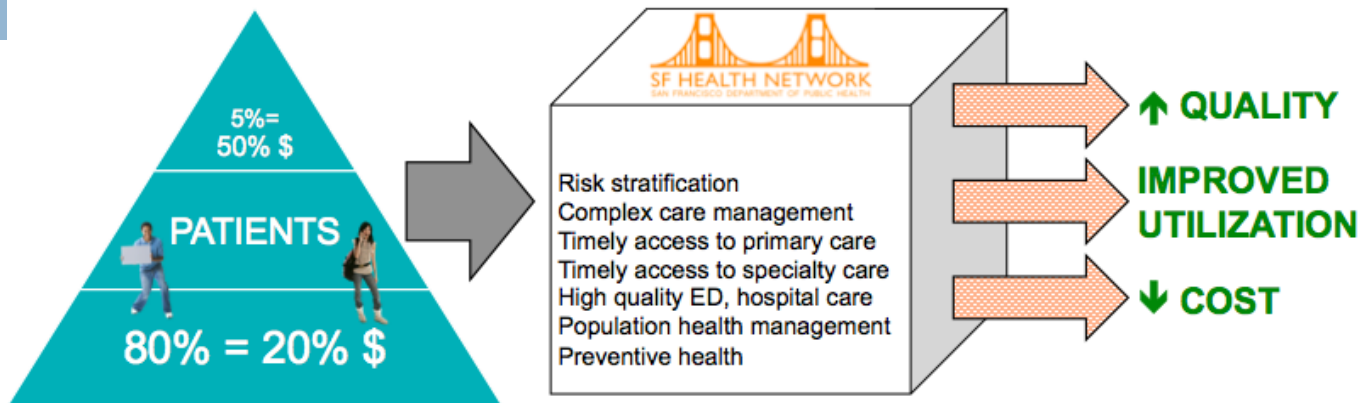 5%=
50% $
PATIENTS
80% = 20% $
SF HEALTH NETWORK
SAN FRANCISCO DEPARTMENT OF PUBLIC HEALTH
Risk stratification
Complex care management
Timely access to primary care
Timely access to specialty care
High quality ED, hospital care
Population health management
Preventive health
↑ QUALITY
IMPROVED
UTILIZATION
↓ COST